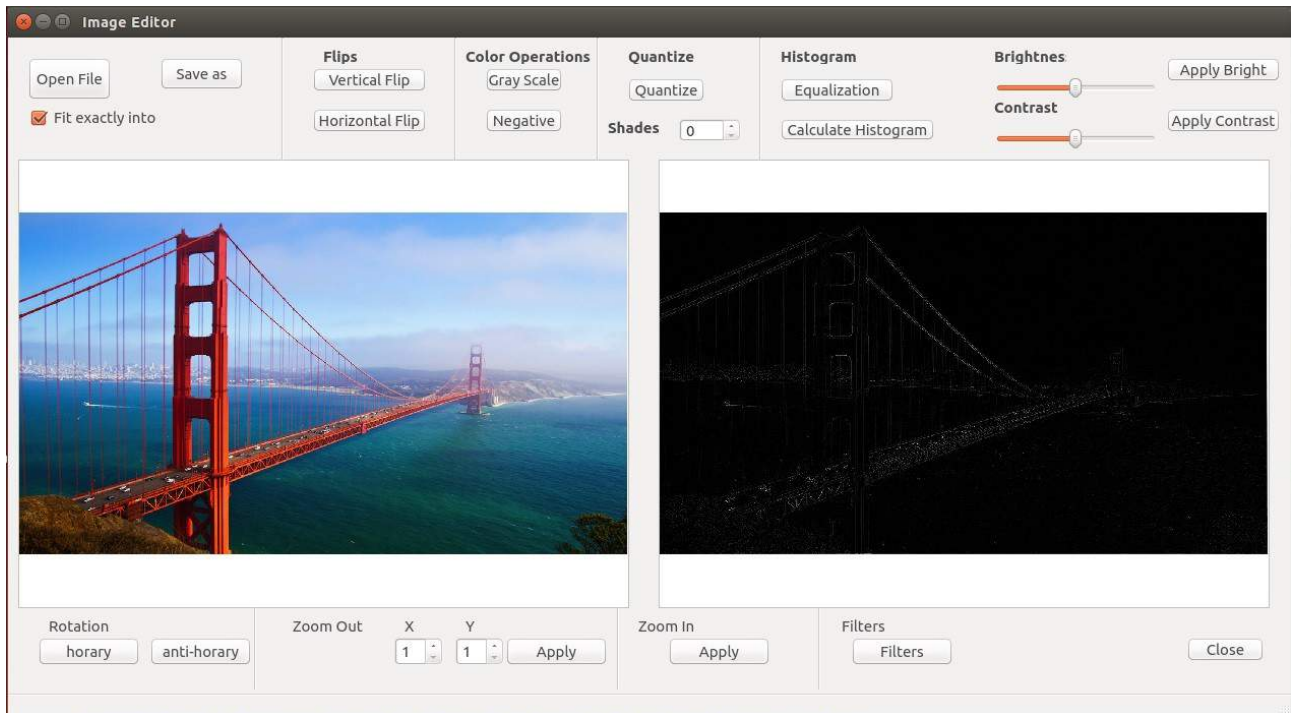 Image Editor
Open File
Save as
Fit exactly into
Flips
Vertical Flip
Horizontal Flip
Color Operations
Gray Scale
Negative
Quantize
Quantize
Shades 0
Histogram
Equalization
Calculate Histogram
Brightnes
Apply Bright
Contrast
Apply Contrast
Rotation
horary anti-horary
Zoom Out X Y
1 1 Apply
Zoom In
Apply
Filters
Filters
Close